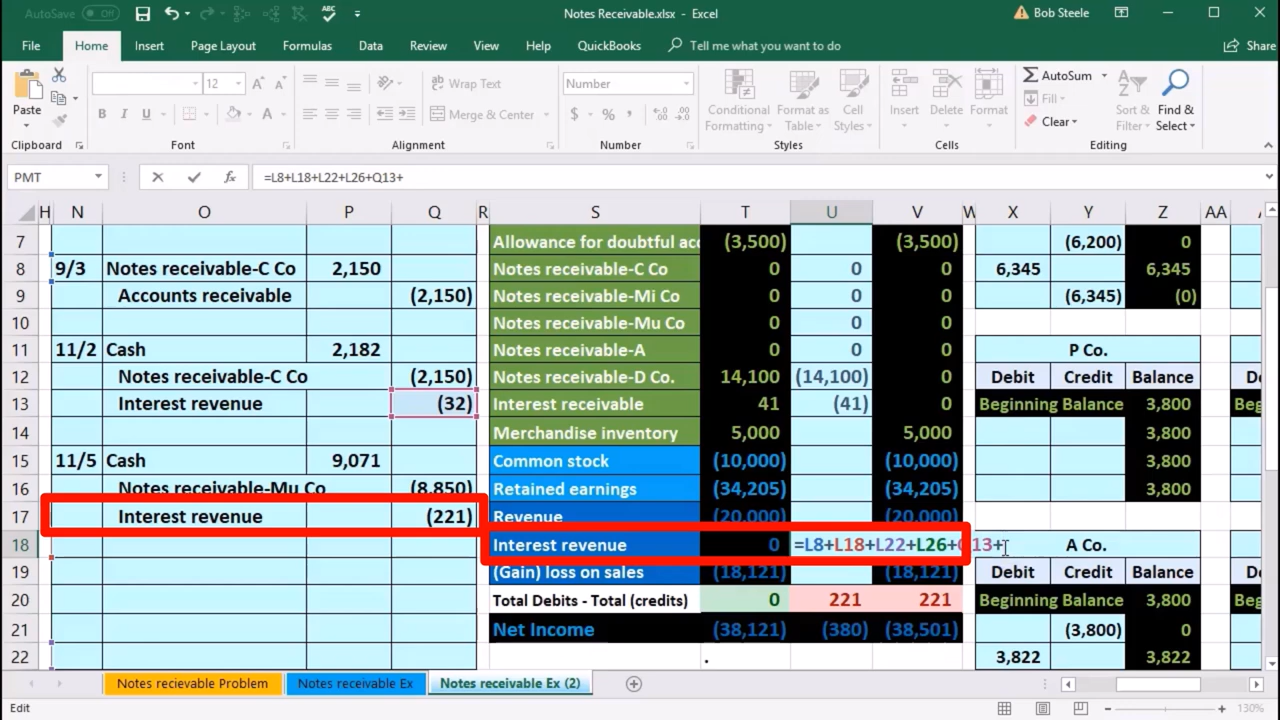 AutoSave Off Notes Receivable.xlsx - Excel Bob Steele
File Home Insert Page Layout Formulas Data Review View Help QuickBooks Tell me what you want to do Share
Paste 12 A A ab Wrap Text Number AutoSum
B I U A Merge & Center $ % , Conditional Formatting Format as Table Cell Styles Insert Delete Format Fill Clear Sort & Filter Find & Select
Clipboard Font Alignment Number Styles Cells Editing
PMT fx =L8+L18+L22+L26+Q13+
H N O P Q R S T U V W X Y Z AA
7 Allowance for doubtful acc (3,500) (3,500) (6,200) 0
8 9/3 Notes receivable-C Co 2,150 Notes receivable-C Co 0 0 0 6,345 6,345
9 Accounts receivable (2,150) Notes receivable-Mi Co 0 0 0 (6,345) (0)
10 Notes receivable-Mu Co 0 0 0
11 11/2 Cash 2,182 Notes receivable-A 0 0 0 P Co.
12 Notes receivable-C Co (2,150) Notes receivable-D Co. 14,100 (14,100) 0 Debit Credit Balance De
13 Interest revenue (32) Interest receivable 41 (41) 0 Beginning Balance 3,800 Beg
14 Merchandise inventory 5,000 5,000 3,800
15 11/5 Cash 9,071 Common stock (10,000) (10,000) 3,800
16 Notes receivable-Mu Co (8,850) Retained earnings (34,205) (34,205) 3,800
17 Interest revenue (221) Revenue (20,000) (20,000)
18 Interest revenue 0 =L8+L18+L22+L26+Q13+ A Co.
19 (Gain) loss on sales (18,121) (18,121) Debit Credit Balance De
20 Total Debits - Total (credits) 0 221 221 Beginning Balance 3,800 Beg
21 Net Income (38,121) (380) (38,501) (3,800) 0
22 . 3,822 3,822
Notes recievable Problem Notes receivable Ex Notes receivable Ex (2)
Edit 130%